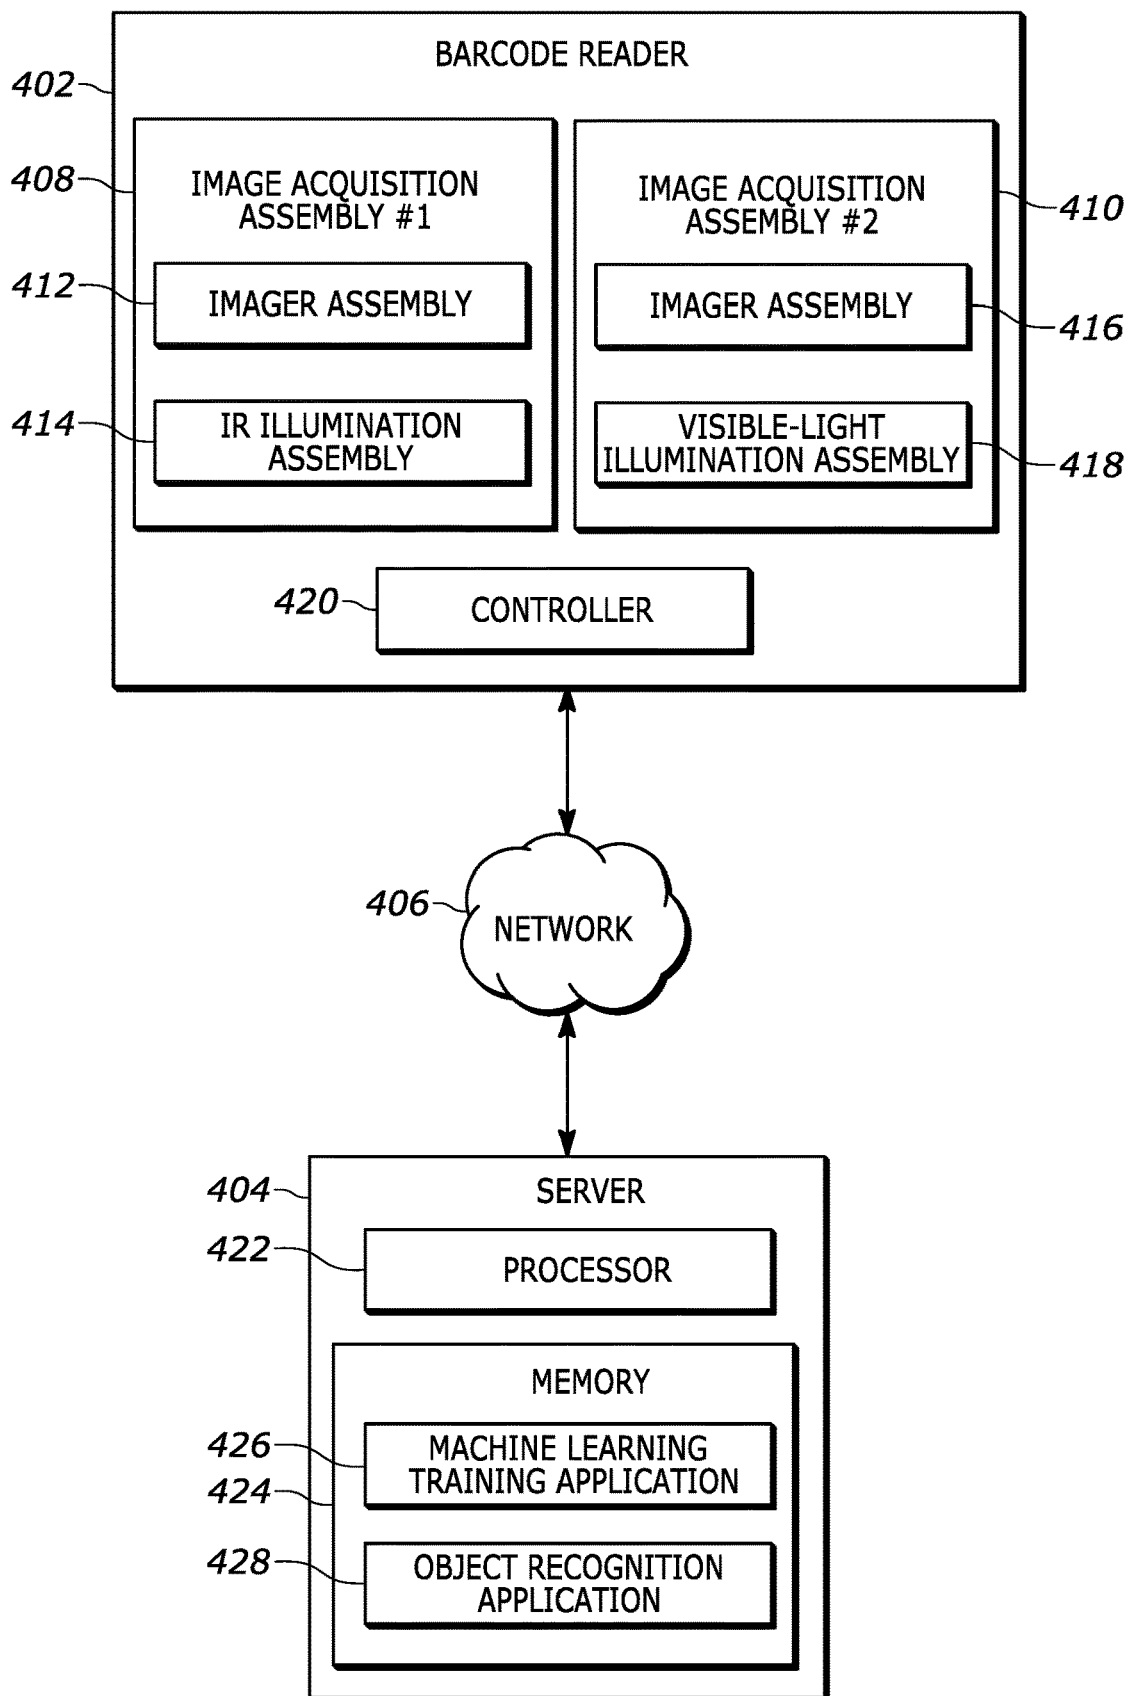 BARCODE READER
402
408
IMAGE ACQUISITION
ASSEMBLY #1
412
IMAGER ASSEMBLY
414
IR ILLUMINATION
ASSEMBLY
IMAGE ACQUISITION
ASSEMBLY #2
410
IMAGER ASSEMBLY
416
VISIBLE-LIGHT
ILLUMINATION ASSEMBLY
418
420
CONTROLLER
406
NETWORK
404
SERVER
422
PROCESSOR
MEMORY
426
MACHINE LEARNING
TRAINING APPLICATION
424
428
OBJECT RECOGNITION
APPLICATION